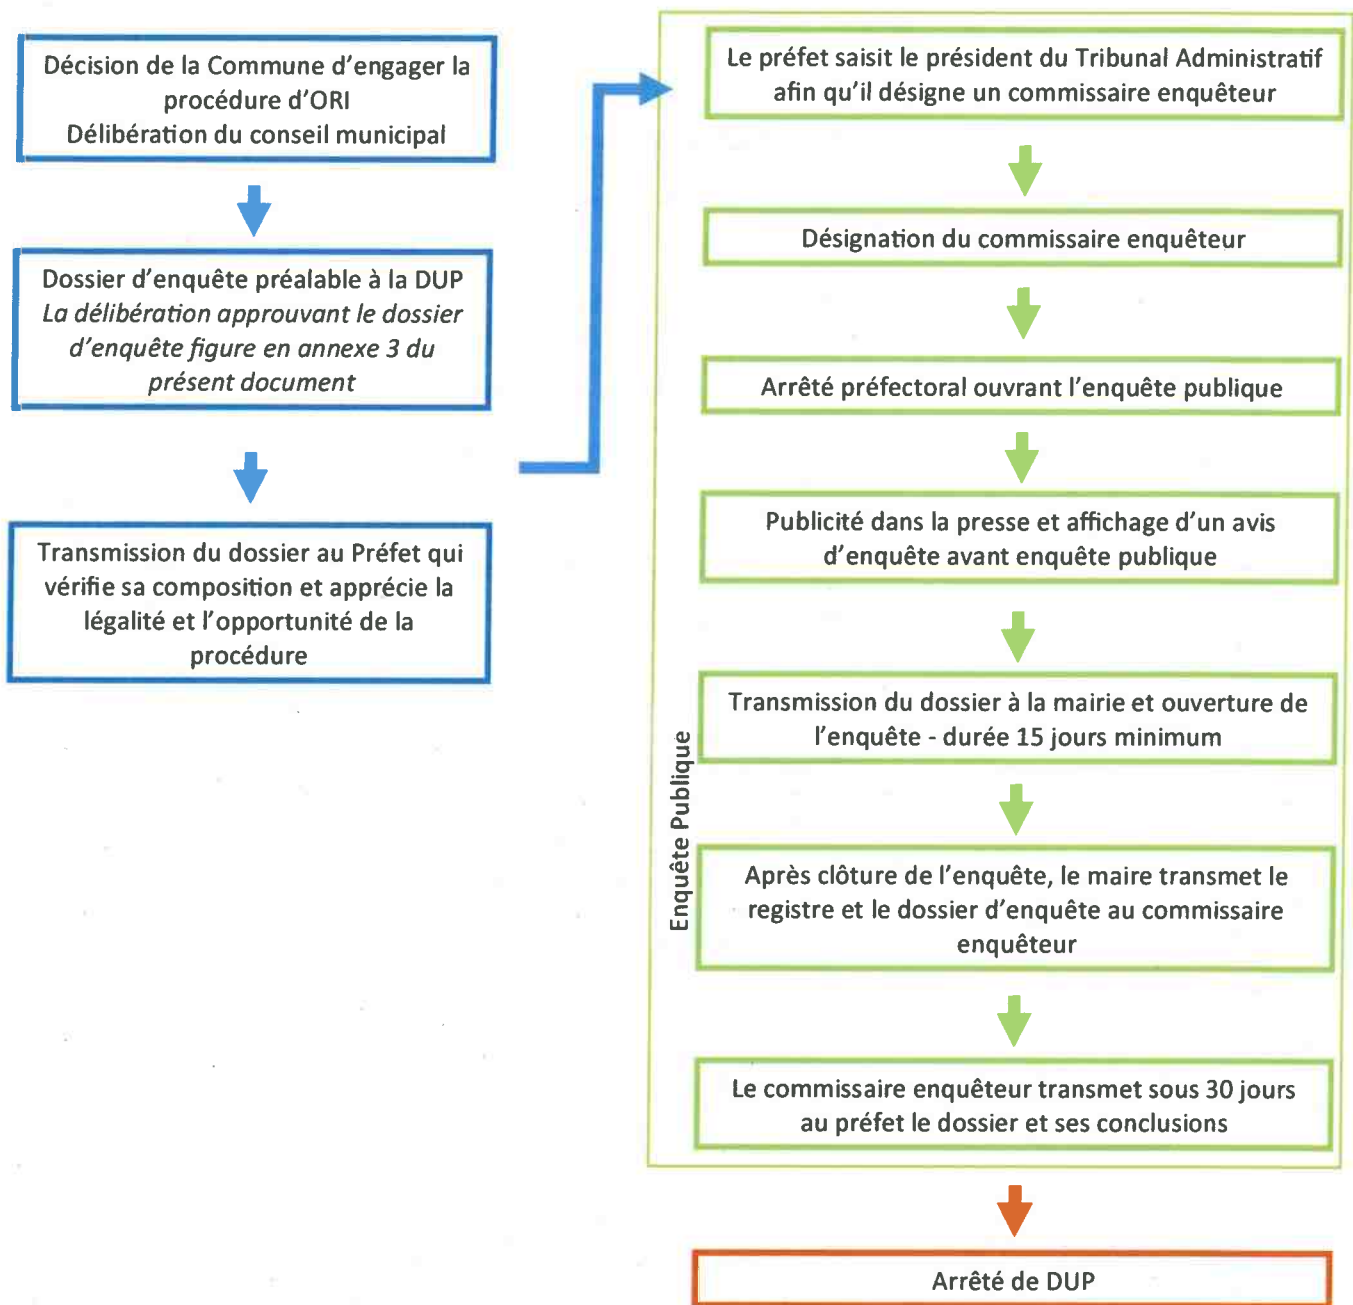 Décision de la Commune d'engager la
procédure d'ORI
Délibération du conseil municipal
Dossier d'enquête préalable à la DUP
La délibération approuvant le dossier
d'enquête figure en annexe 3 du
présent document
Transmission du dossier au Préfet qui
vérifie sa composition et apprécie la
légalité et l'opportunité de la
procédure
Enquête Publique
Le préfet saisit le président du Tribunal Administratif
afin qu'il désigne un commissaire enquêteur
Désignation du commissaire enquêteur
Arrêté préfectoral ouvrant l'enquête publique
Publicité dans la presse et affichage d'un avis
d'enquête avant enquête publique
Transmission du dossier à la mairie et ouverture de
l'enquête - durée 15 jours minimum
Après clôture de l'enquête, le maire transmet le
registre et le dossier d'enquête au commissaire
enquêteur
Le commissaire enquêteur transmet sous 30 jours
au préfet le dossier et ses conclusions
Arrêté de DUP